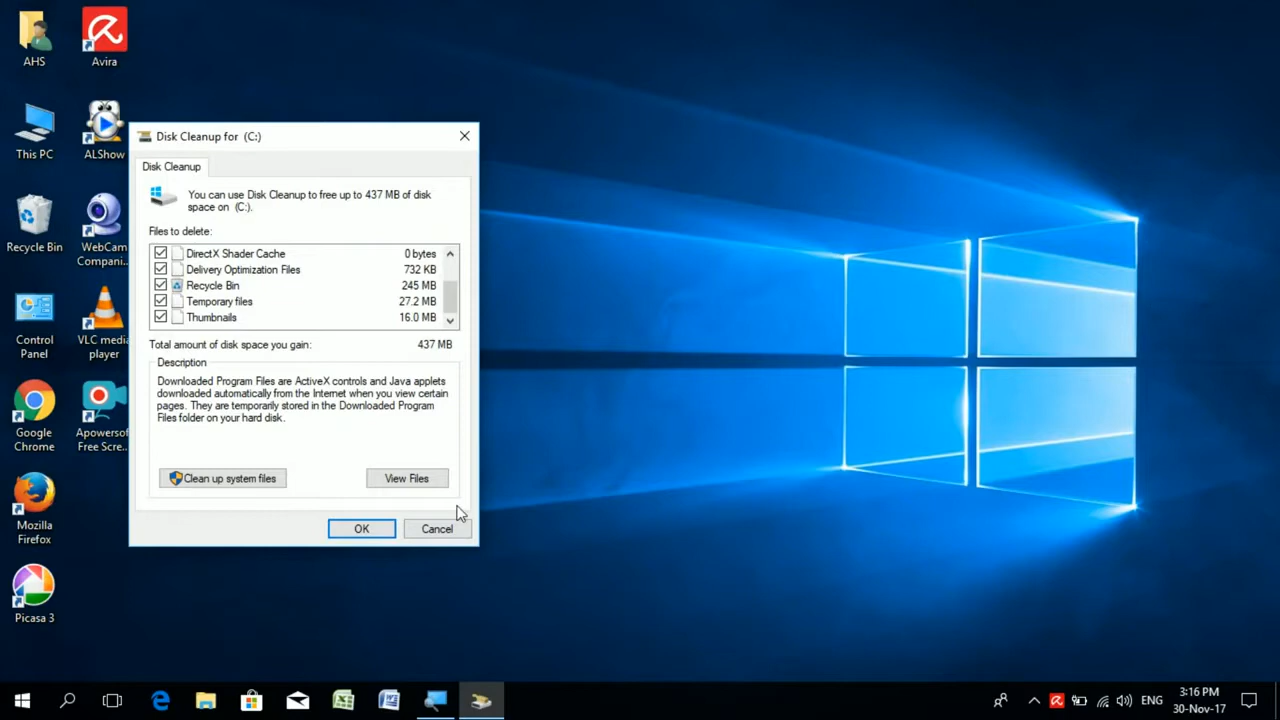 AHS
Avira
This PC
ALShow
Recycle Bin
WebCam
Compani...
Control
Panel
VLC media
player
Google
Chrome
Apowersof
Free Scre...
Mozilla
Firefox
Picasa 3
Disk Cleanup for (C:)
Disk Cleanup
You can use Disk Cleanup to free up to 437 MB of disk
space on (C:).
Files to delete:
DirectX Shader Cache 0 bytes
Delivery Optimization Files 732 KB
Recycle Bin 245 MB
Temporary files 27.2 MB
Thumbnails 16.0 MB
Total amount of disk space you gain: 437 MB
Description
Downloaded Program Files are ActiveX controls and Java applets
downloaded automatically from the Internet when you view certain
pages. They are temporarily stored in the Downloaded Program
Files folder on your hard disk.
Clean up system files
View Files
OK
Cancel
ENG
3:16 PM
30-Nov-17